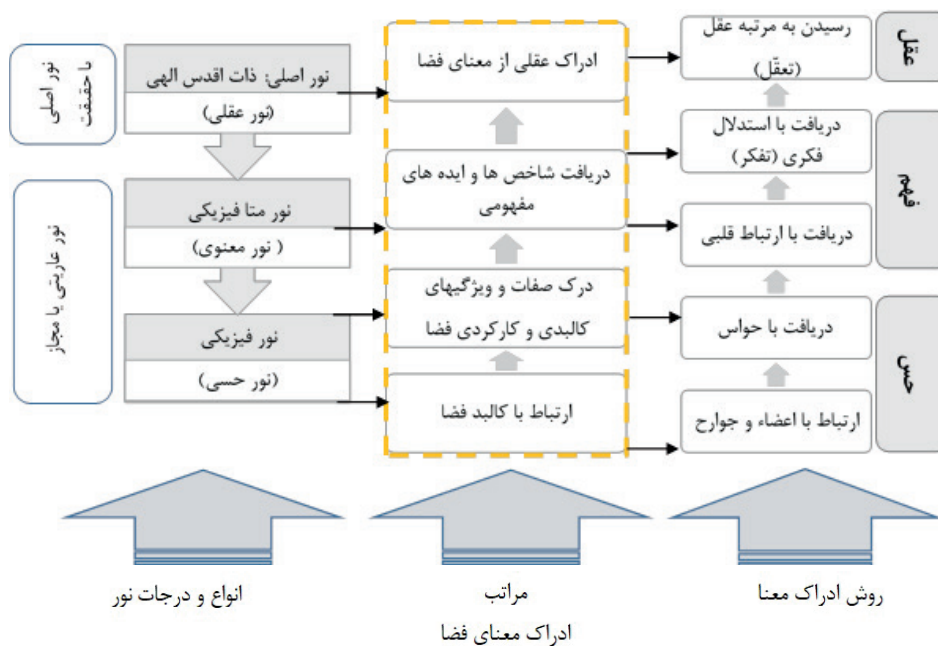 عقل
رسیدن به مرتبه عقل
(تعقّل)
فهم
دریافت با استدلال
فکری (تفکر)
دریافت با ارتباط قلبی
حس
دریافت با حواس
ارتباط با اعضاء و جوارح
روش ادراک معنا
ادراک عقلی از معنای فضا
دریافت شاخص ها و ایده های
مفهومی
درک صفات و ویژگیهای
کالبدی و کارکردی فضا
ارتباط با کالبد فضا
مراتب
ادراک معنای فضا
نور اصلی: ذات اقدس الهی
(نور عقلی)
نور متا فیزیکی
( نور معنوی)
نور فیزیکی
(نور حسی)
انواع و درجات نور
نور اصلی
یا حقیقت
نور عاریتی یا مجاز